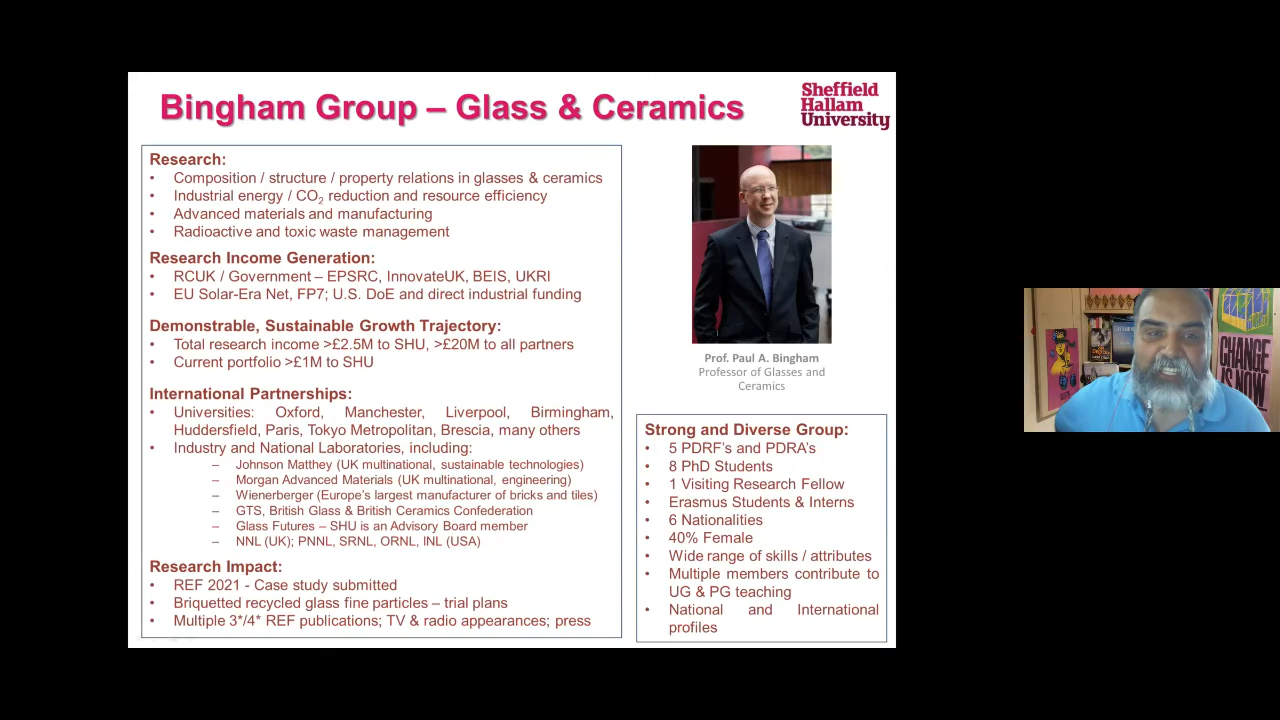 Bingham Group – Glass & Ceramics
Sheffield
Hallam
University
Research:
• Composition / structure / property relations in glasses & ceramics
• Industrial energy / CO2 reduction and resource efficiency
• Advanced materials and manufacturing
• Radioactive and toxic waste management
Research Income Generation:
• RCUK / Government – EPSRC, InnovateUK, BEIS, UKRI
• EU Solar-Era Net, FP7; U.S. DoE and direct industrial funding
Demonstrable, Sustainable Growth Trajectory:
• Total research income >£2.5M to SHU, >£20M to all partners
• Current portfolio >£1M to SHU
International Partnerships:
• Universities: Oxford, Manchester, Liverpool, Birmingham,
Huddersfield, Paris, Tokyo Metropolitan, Brescia, many others
• Industry and National Laboratories, including:
– Johnson Matthey (UK multinational, sustainable technologies)
– Morgan Advanced Materials (UK multinational, engineering)
– Wienerberger (Europe's largest manufacturer of bricks and tiles)
– GTS, British Glass & British Ceramics Confederation
– Glass Futures – SHU is an Advisory Board member
– NNL (UK); PNNL, SRNL, ORNL, INL (USA)
Research Impact:
• REF 2021 - Case study submitted
• Briquetted recycled glass fine particles – trial plans
• Multiple 3*/4* REF publications; TV & radio appearances; press
Prof. Paul A. Bingham
Professor of Glasses and
Ceramics
Strong and Diverse Group:
• 5 PDRF's and PDRA's
• 8 PhD Students
• 1 Visiting Research Fellow
• Erasmus Students & Interns
• 6 Nationalities
• 40% Female
• Wide range of skills / attributes
• Multiple members contribute to
UG & PG teaching
• National and International
profiles
CHANGE
IS NOW